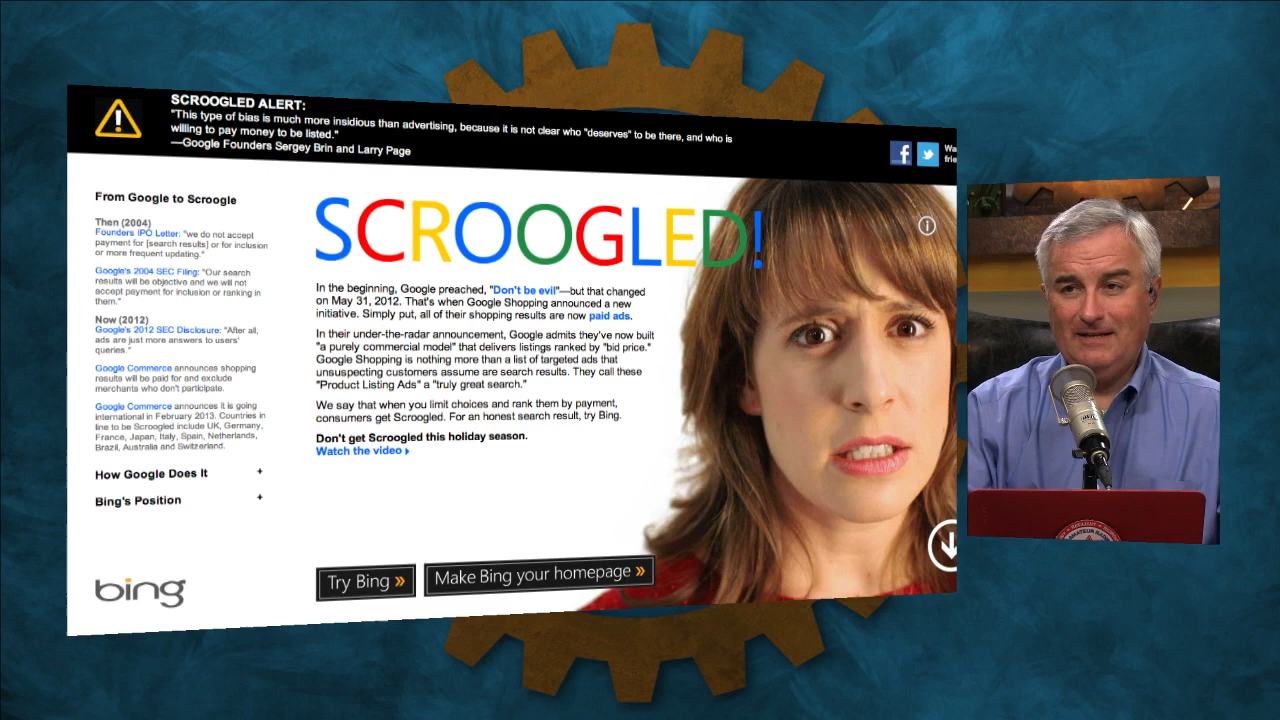 SCROOGLED ALERT:
"This type of bias is much more insidious than advertising, because it is not clear who "deserves" to be there, and who is
willing to pay money to be listed."
—Google Founders Sergey Brin and Larry Page
f
Wa
frie
From Google to Scroogle
Then (2004)
Founders IPO Letter: "we do not accept
payment for [search results] or for inclusion
or more frequent updating."
Google's 2004 SEC Filing: "Our search
results will be objective and we will not
accept payment for inclusion or ranking in
them."
Now (2012)
Google's 2012 SEC Disclosure: "After all,
ads are just more answers to users'
queries."
Google Commerce announces shopping
results will be paid for and exclude
merchants who don't participate.
Google Commerce announces it is going
international in February 2013. Countries in
line to be Scroogled include UK, Germany,
France, Japan, Italy, Spain, Netherlands,
Brazil, Australia and Switzerland.
How Google Does It +
Bing's Position +
bing
SCROOGLED!
In the beginning, Google preached, "Don't be evil"—but that changed
on May 31, 2012. That's when Google Shopping announced a new
initiative. Simply put, all of their shopping results are now paid ads.
In their under-the-radar announcement, Google admits they've now built
"a purely commercial model" that delivers listings ranked by "bid price."
Google Shopping is nothing more than a list of targeted ads that
unsuspecting customers assume are search results. They call these
"Product Listing Ads" a "truly great search."
We say that when you limit choices and rank them by payment,
consumers get Scroogled. For an honest search result, try Bing.
Don't get Scroogled this holiday season.
Watch the video
Try Bing »
Make Bing your homepage »